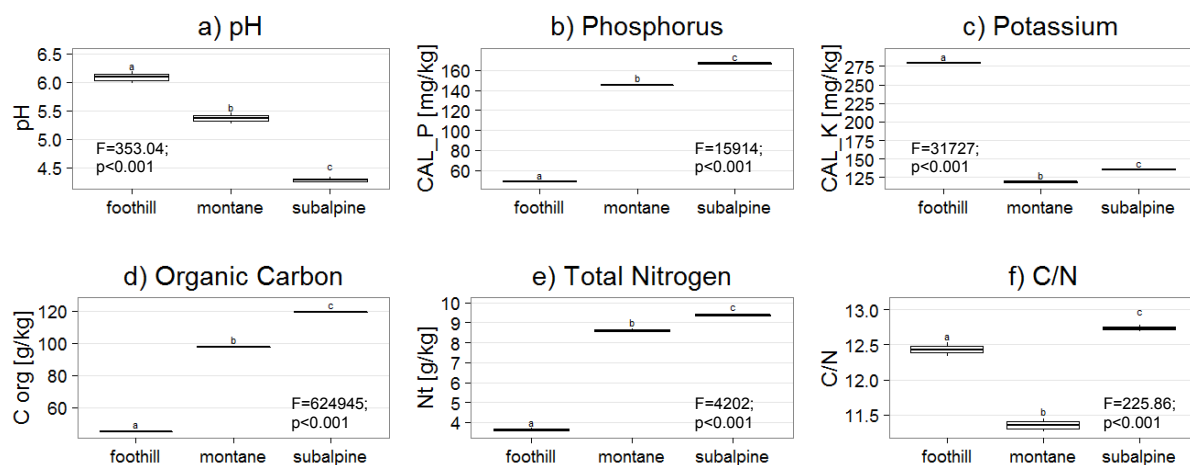 a) pH
pH
6.5
6.0
5.5
5.0
4.5
a
b
c
F=353.04;
p<0.001
foothill montane subalpine
b) Phosphorus
CAL_P [mg/kg]
160
140
120
100
80
60
a
b
c
F=15914;
p<0.001
foothill montane subalpine
c) Potassium
CAL_K [mg/kg]
275
250
225
200
175
150
125
a
b
c
F=31727;
p<0.001
foothill montane subalpine
d) Organic Carbon
C org [g/kg]
120
100
80
60
a
b
c
F=624945;
p<0.001
foothill montane subalpine
e) Total Nitrogen
Nt [g/kg]
10
9
8
7
6
5
4
a
b
c
F=4202;
p<0.001
foothill montane subalpine
f) C/N
C/N
13.0
12.5
12.0
11.5
a
b
c
F=225.86;
p<0.001
foothill montane subalpine